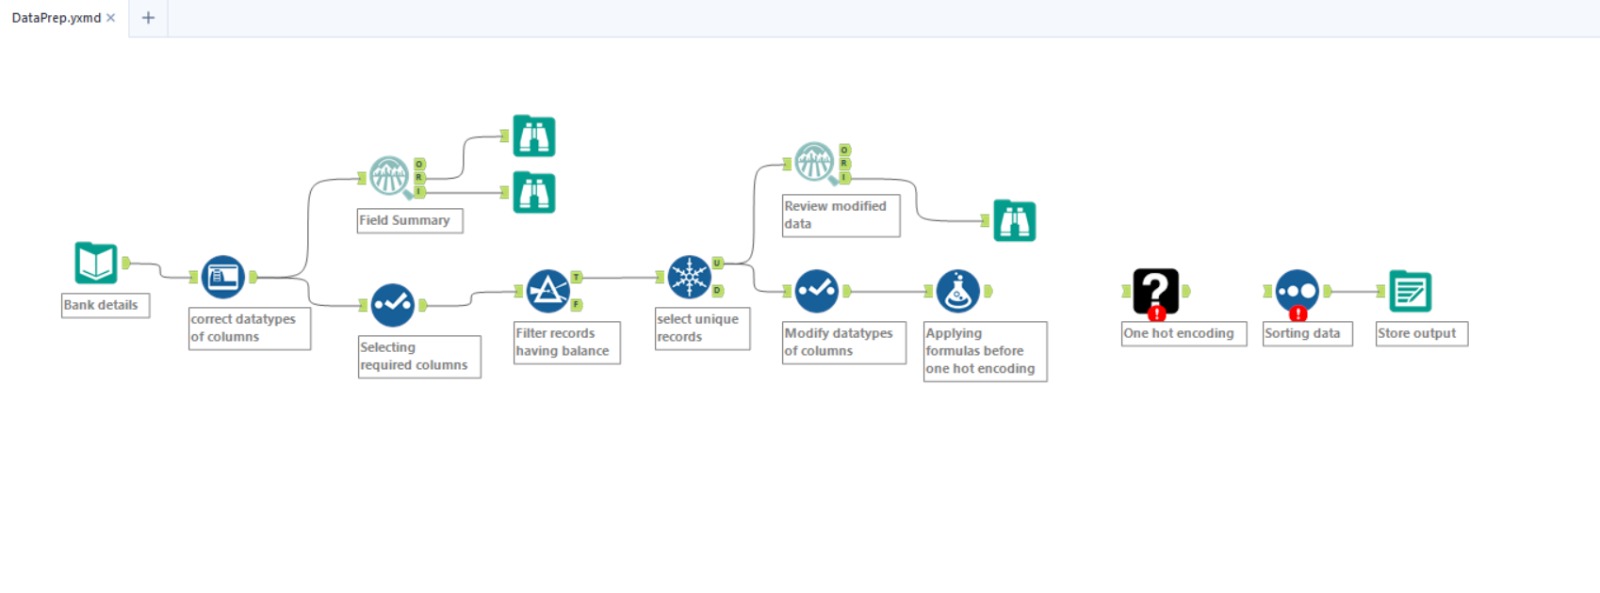 DataPrep.yxmd
O
R
I
Field Summary
O
R
I
Review modified
data
Bank details
correct datatypes
of columns
Selecting
required columns
T
F
Filter records
having balance
U
D
select unique
records
Modify datatypes
of columns
Applying
formulas before
one hot encoding
?
!
One hot encoding
!
Sorting data
Store output